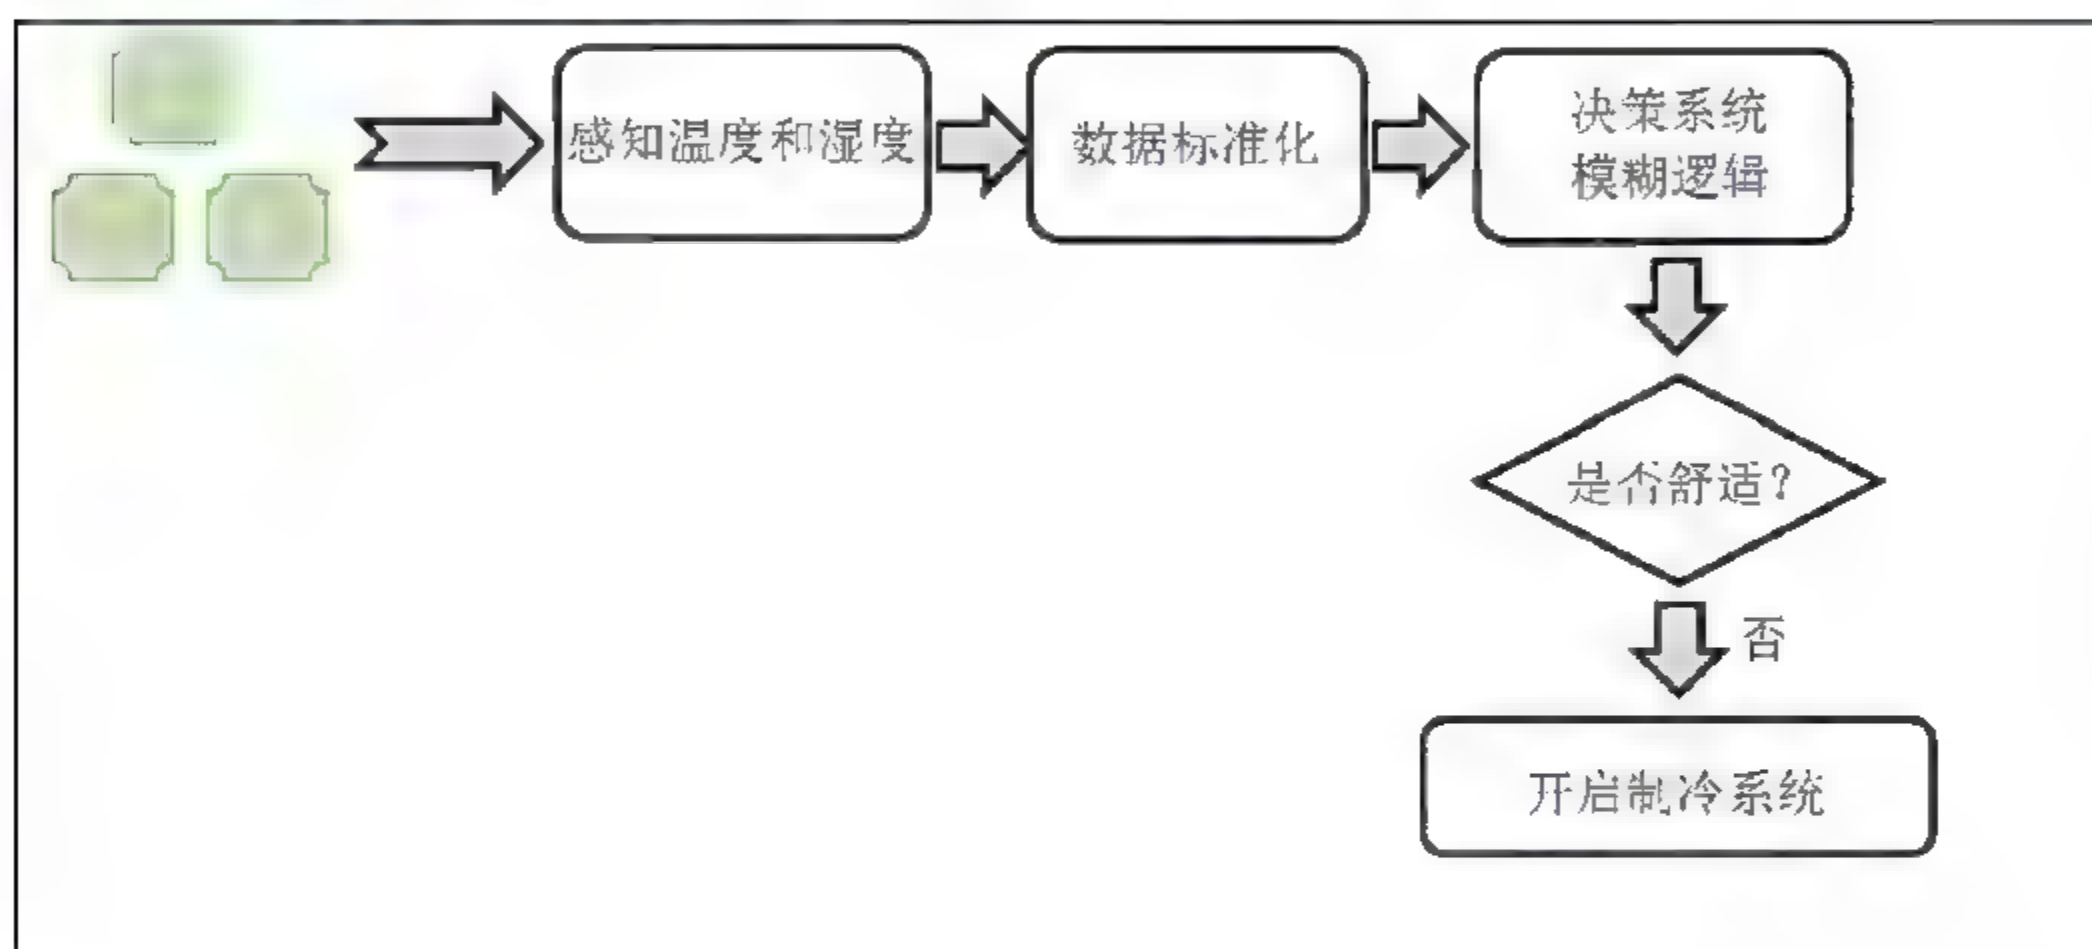 感知温度和湿度
数据标准化
决策系统
模糊逻辑
是否舒适？
否
开启制冷系统